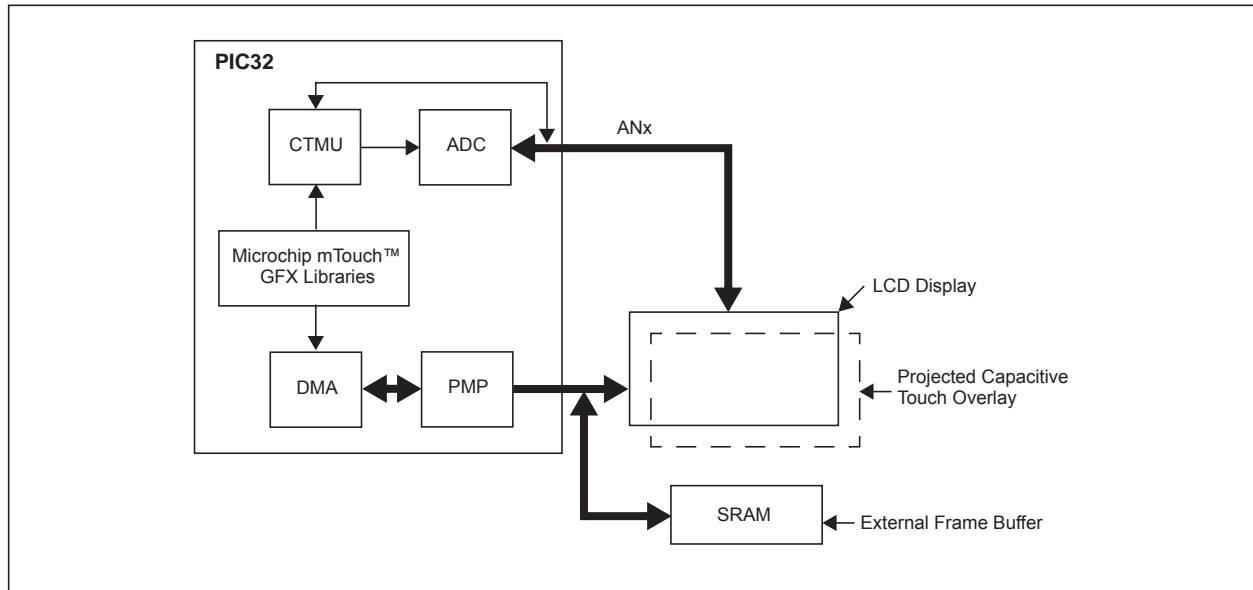 PIC32
CTMU
ADC
ANx
Microchip mTouch™
GFX Libraries
LCD Display
DMA
PMP
Projected Capacitive
Touch Overlay
SRAM
External Frame Buffer